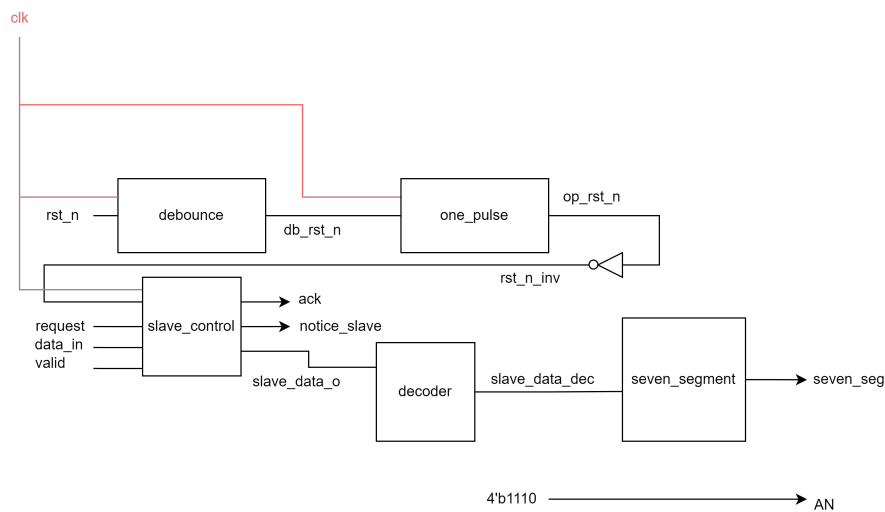 clk
rst_n
debounce
db_rst_n
one_pulse
op_rst_n
rst_n_inv
request
data_in
valid
slave_control
ack
notice_slave
slave_data_o
decoder
slave_data_dec
seven_segment
seven_seg
4'b1110
AN